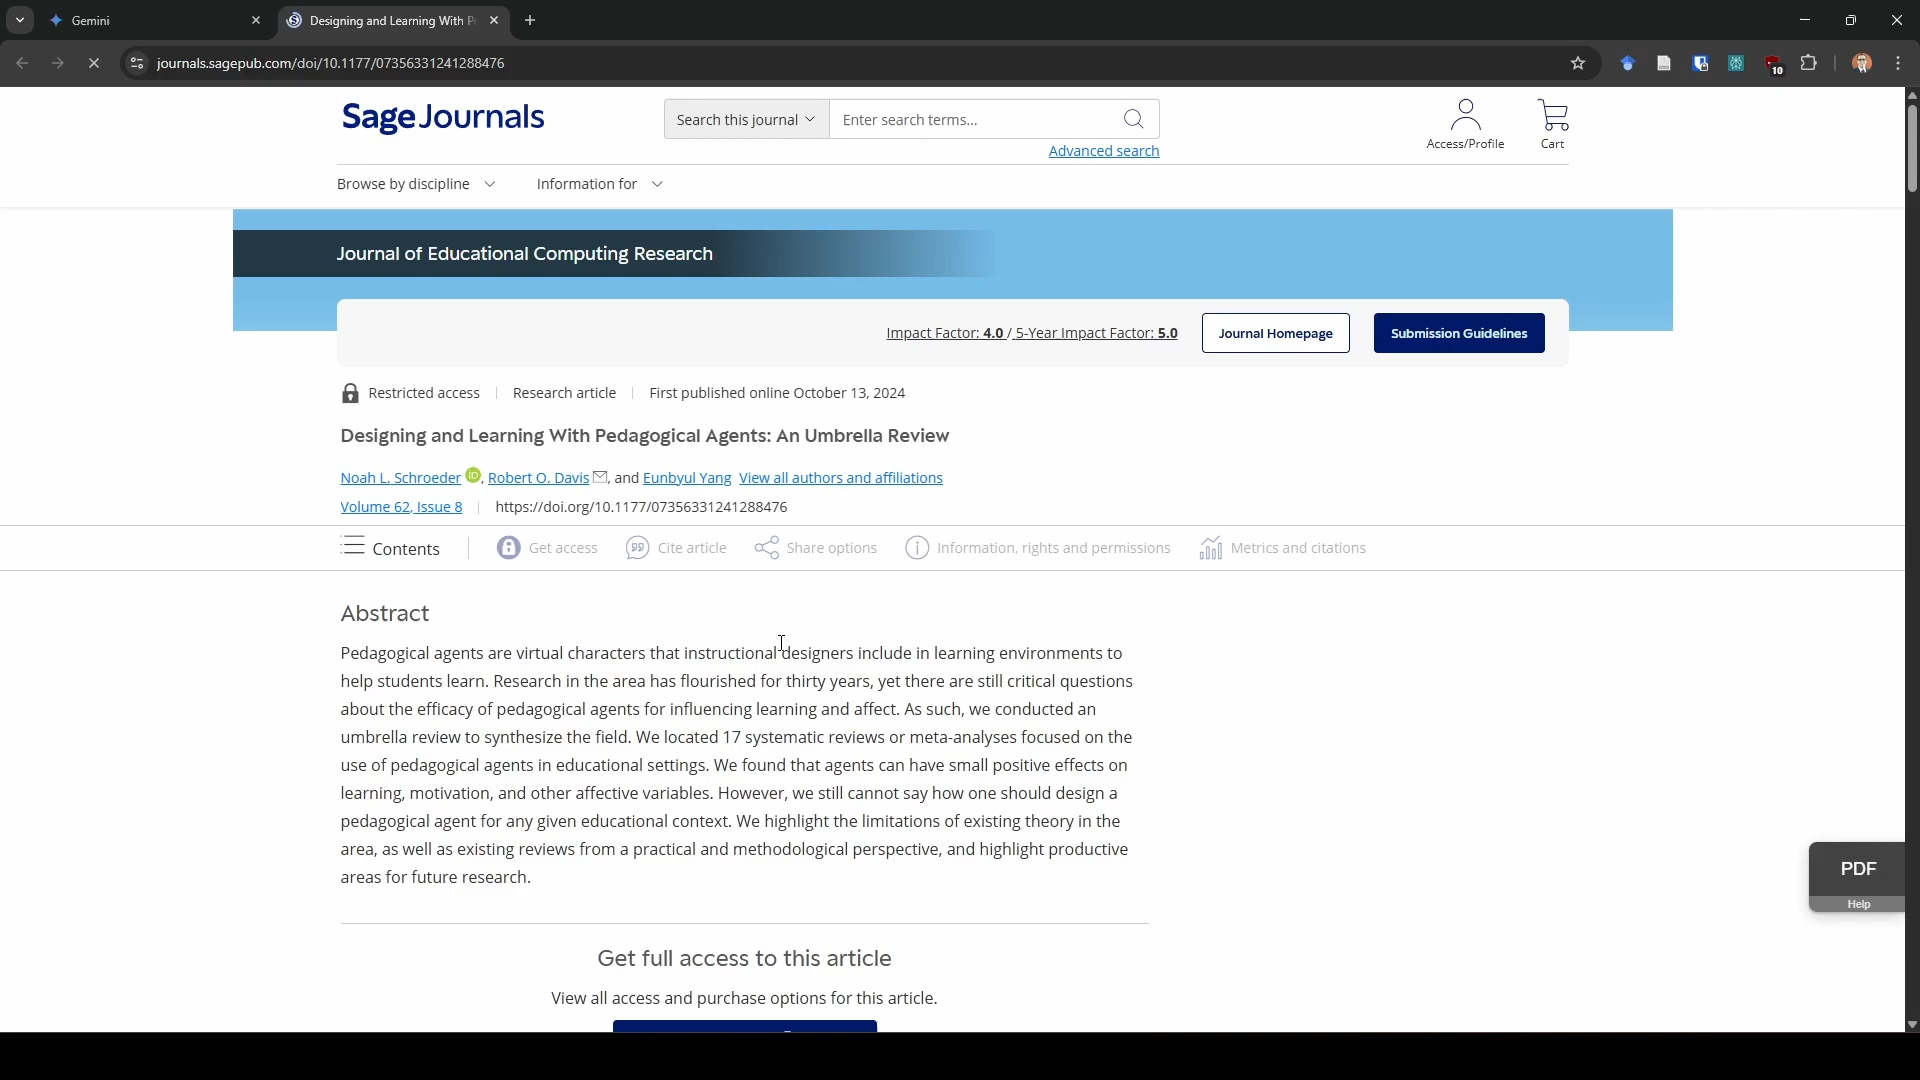 Gemini
Designing and Learning With P
journals.sagepub.com/doi/10.1177/07356331241288476
10
Sage Journals
Search this journal
Enter search terms...
Advanced search
Access/Profile
Cart
Browse by discipline
Information for
Journal of Educational Computing Research
Impact Factor: 4.0 / 5-Year Impact Factor: 5.0
Journal Homepage
Submission Guidelines
Restricted access
Research article
First published online October 13, 2024
Designing and Learning With Pedagogical Agents: An Umbrella Review
Noah L. Schroeder iD, Robert O. Davis, and Eunbyul Yang View all authors and affiliations
Volume 62, Issue 8
https://doi.org/10.1177/07356331241288476
Contents
Get access
Cite article
Share options
Information, rights and permissions
Metrics and citations
Abstract
Pedagogical agents are virtual characters that instructional designers include in learning environments to
help students learn. Research in the area has flourished for thirty years, yet there are still critical questions
about the efficacy of pedagogical agents for influencing learning and affect. As such, we conducted an
umbrella review to synthesize the field. We located 17 systematic reviews or meta-analyses focused on the
use of pedagogical agents in educational settings. We found that agents can have small positive effects on
learning, motivation, and other affective variables. However, we still cannot say how one should design a
pedagogical agent for any given educational context. We highlight the limitations of existing theory in the
area, as well as existing reviews from a practical and methodological perspective, and highlight productive
areas for future research.
PDF
Help
Get full access to this article
View all access and purchase options for this article.